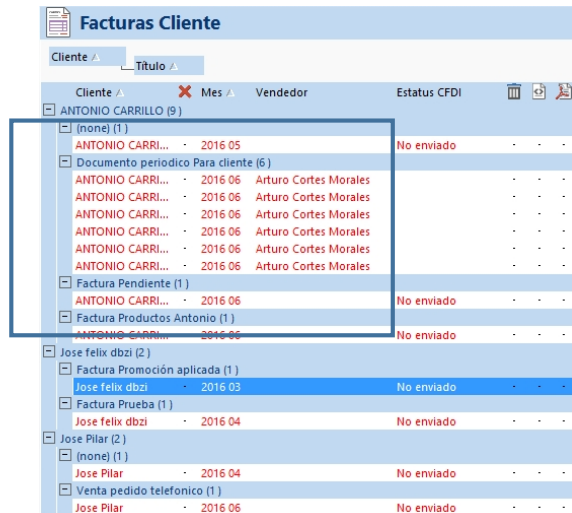 Facturas Cliente
Cliente
Título
Cliente Mes Vendedor Estatus CFDI
ANTONIO CARRILLO (9)
(none) (1)
ANTONIO CARRI... 2016 05 No enviado
Documento periodico Para cliente (6)
ANTONIO CARRI... 2016 06 Arturo Cortes Morales
ANTONIO CARRI... 2016 06 Arturo Cortes Morales
ANTONIO CARRI... 2016 06 Arturo Cortes Morales
ANTONIO CARRI... 2016 06 Arturo Cortes Morales
ANTONIO CARRI... 2016 06 Arturo Cortes Morales
ANTONIO CARRI... 2016 06 Arturo Cortes Morales
Factura Pendiente (1)
ANTONIO CARRI... 2016 06 No enviado
Factura Productos Antonio (1)
ANTONIO CARRI... 2016 06 No enviado
Jose felix dbzi (2)
Factura Promoción aplicada (1)
Jose felix dbzi 2016 03 No enviado
Factura Prueba (1)
Jose felix dbzi 2016 04 No enviado
Jose Pilar (2)
(none) (1)
Jose Pilar 2016 04 No enviado
Venta pedido telefonico (1)
Jose Pilar 2016 06 No enviado